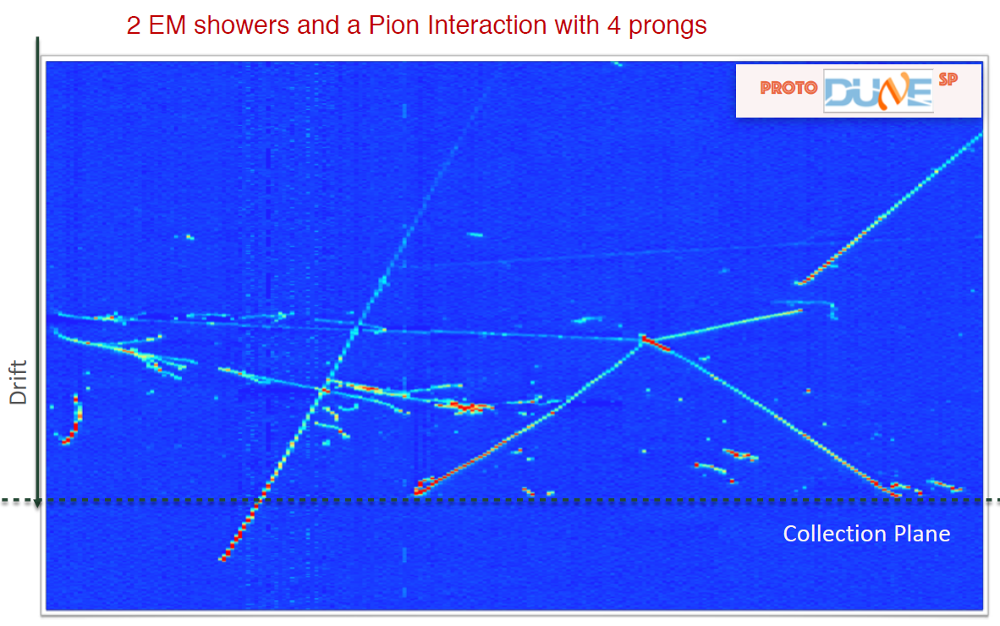 2 EM showers and a Pion Interaction with 4 prongs
PROTO DUNE SP
Drift
Collection Plane